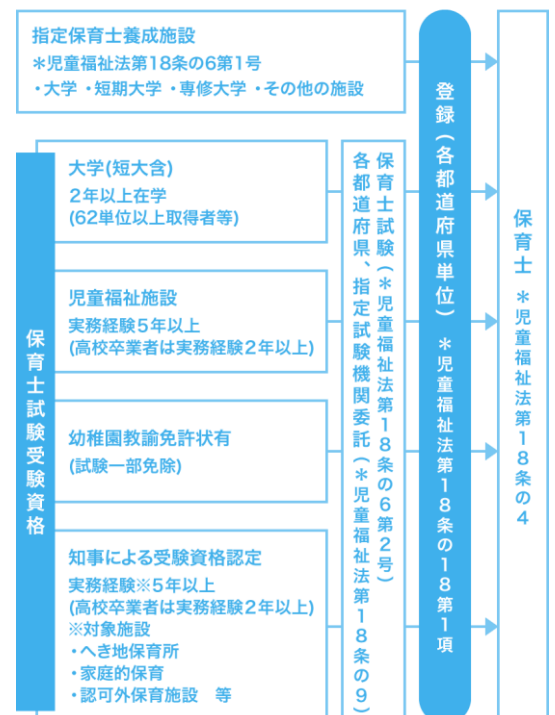 指定保育士養成施設
＊児童福祉法第18条の6第1号
・大学 ・短期大学 ・専修大学 ・その他の施設
保育士試験受験資格
大学(短大含)
2年以上在学
(62単位以上取得者等)
児童福祉施設
実務経験5年以上
(高校卒業者は実務経験2年以上)
幼稚園教諭免許状有
(試験一部免除)
知事による受験資格認定
実務経験※5年以上
(高校卒業者は実務経験2年以上)
※対象施設
・へき地保育所
・家庭的保育
・認可外保育施設　等
保育士試験(＊児童福祉法第18条の6第2号)
各都道府県、指定試験機関委託(＊児童福祉法第18条の9)
登録(各都道府県単位) ＊児童福祉法第18条の18第1項
保育士 ＊児童福祉法第18条の4